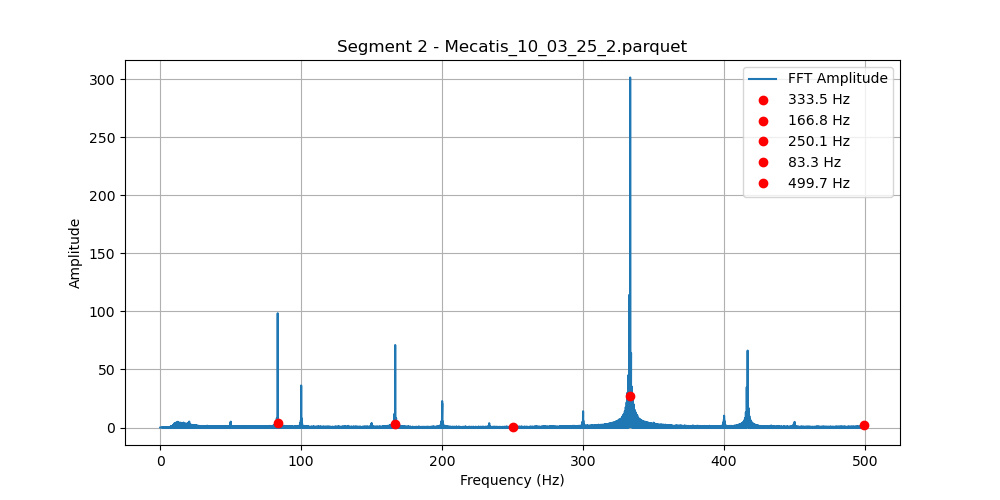 Segment 2 - Mecatis_10_03_25_2.parquet
FFT Amplitude
333.5 Hz
166.8 Hz
250.1 Hz
83.3 Hz
499.7 Hz
300
250
200
150
100
50
0
Amplitude
0 100 200 300 400 500
Frequency (Hz)